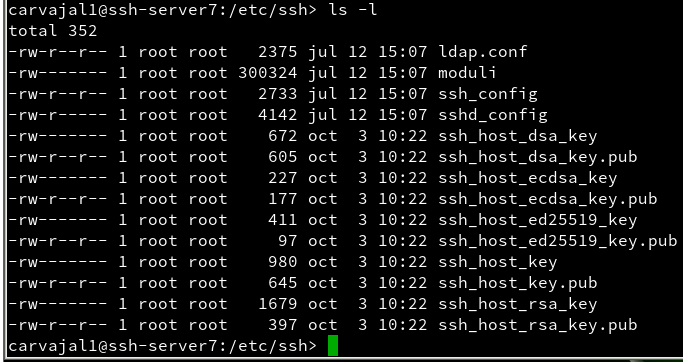 carvajal1@ssh-server7:/etc/ssh> ls -l
total 352
-rw-r--r-- 1 root root   2375 jul 12 15:07 ldap.conf
-rw------- 1 root root 300324 jul 12 15:07 moduli
-rw-r--r-- 1 root root   2733 jul 12 15:07 ssh_config
-rw-r----- 1 root root   4142 jul 12 15:07 sshd_config
-rw------- 1 root root    672 oct  3 10:22 ssh_host_dsa_key
-rw-r--r-- 1 root root    605 oct  3 10:22 ssh_host_dsa_key.pub
-rw------- 1 root root    227 oct  3 10:22 ssh_host_ecdsa_key
-rw-r--r-- 1 root root    177 oct  3 10:22 ssh_host_ecdsa_key.pub
-rw------- 1 root root    411 oct  3 10:22 ssh_host_ed25519_key
-rw-r--r-- 1 root root     97 oct  3 10:22 ssh_host_ed25519_key.pub
-rw------- 1 root root    980 oct  3 10:22 ssh_host_key
-rw-r--r-- 1 root root    645 oct  3 10:22 ssh_host_key.pub
-rw------- 1 root root   1679 oct  3 10:22 ssh_host_rsa_key
-rw-r--r-- 1 root root    397 oct  3 10:22 ssh_host_rsa_key.pub
carvajal1@ssh-server7:/etc/ssh>